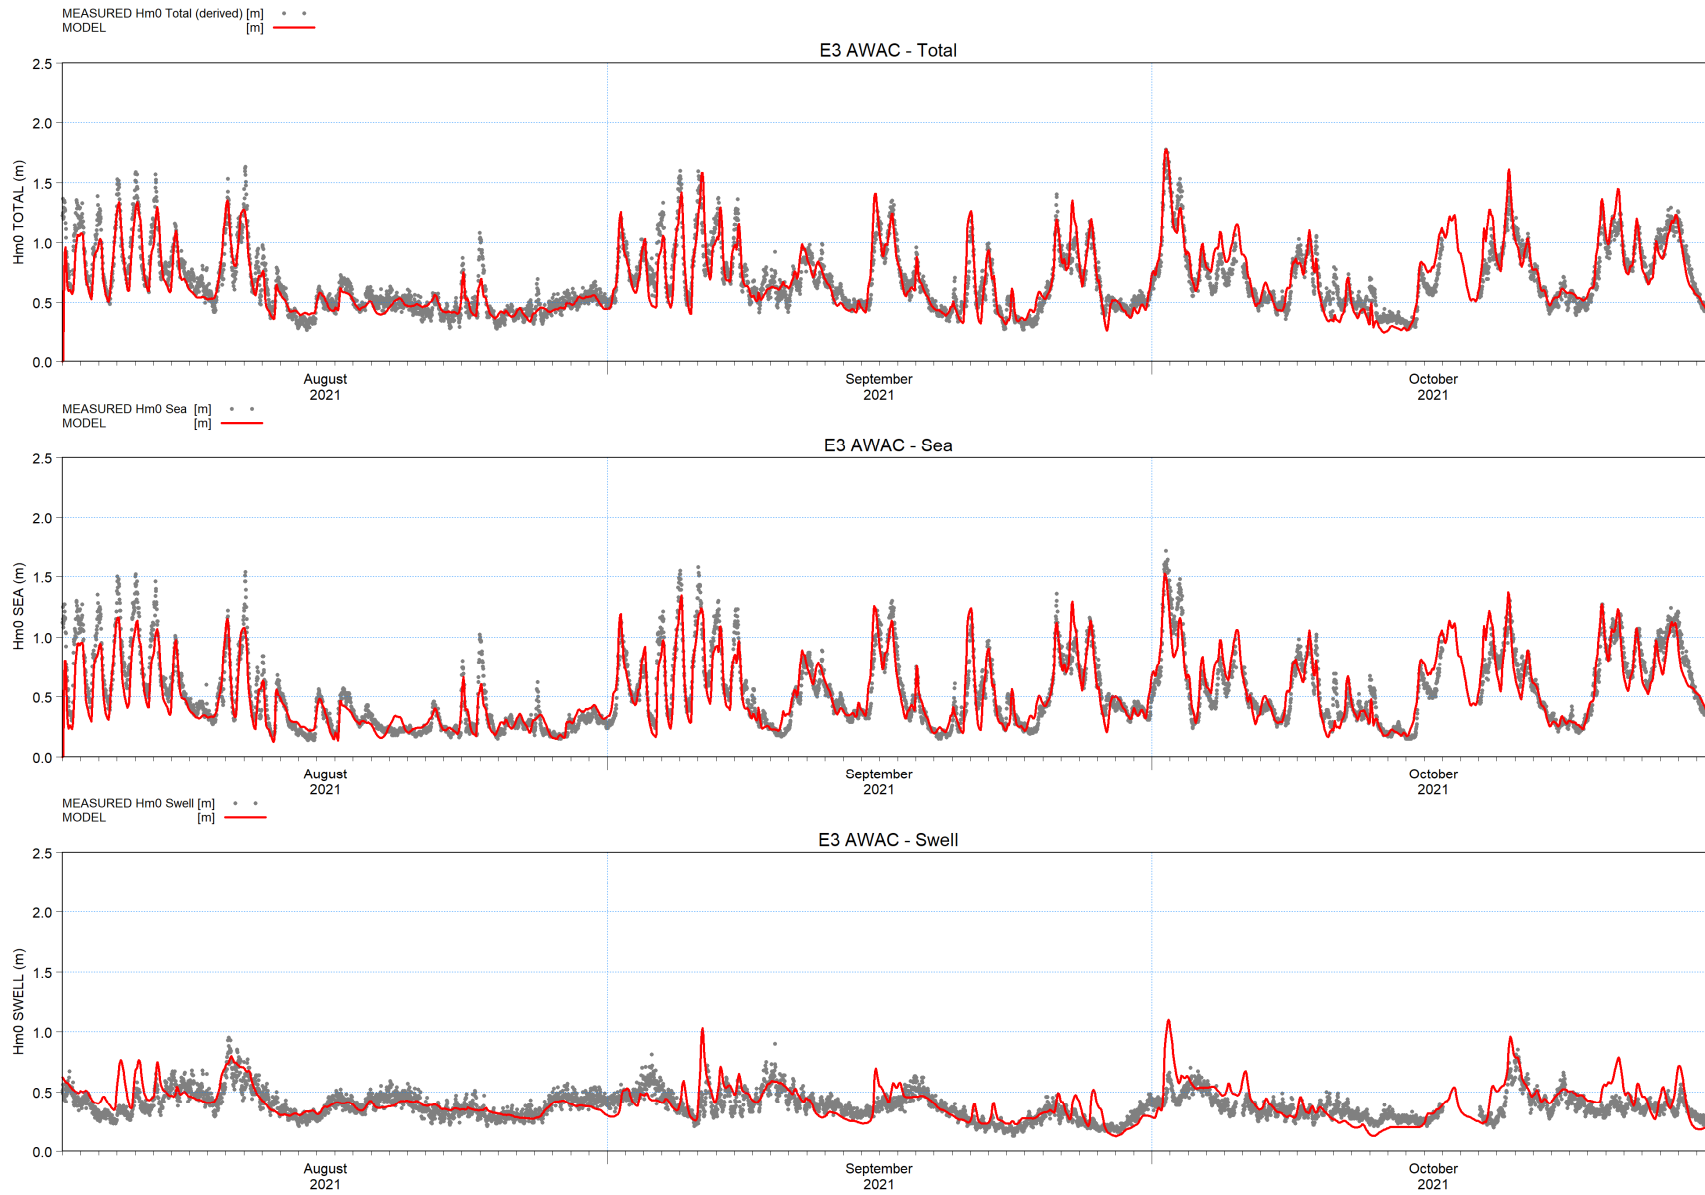 MEASURED Hm0 Total (derived) [m]
MODEL [m]
E3 AWAC - Total
Hm0 TOTAL (m)
2.5
2.0
1.5
1.0
0.5
0.0
August September October
2021 2021 2021
MEASURED Hm0 Sea [m]
MODEL [m]
E3 AWAC - Sea
Hm0 SEA (m)
2.5
2.0
1.5
1.0
0.5
0.0
August September October
2021 2021 2021
MEASURED Hm0 Swell [m]
MODEL [m]
E3 AWAC - Swell
Hm0 SWELL (m)
2.5
2.0
1.5
1.0
0.5
0.0
August September October
2021 2021 2021